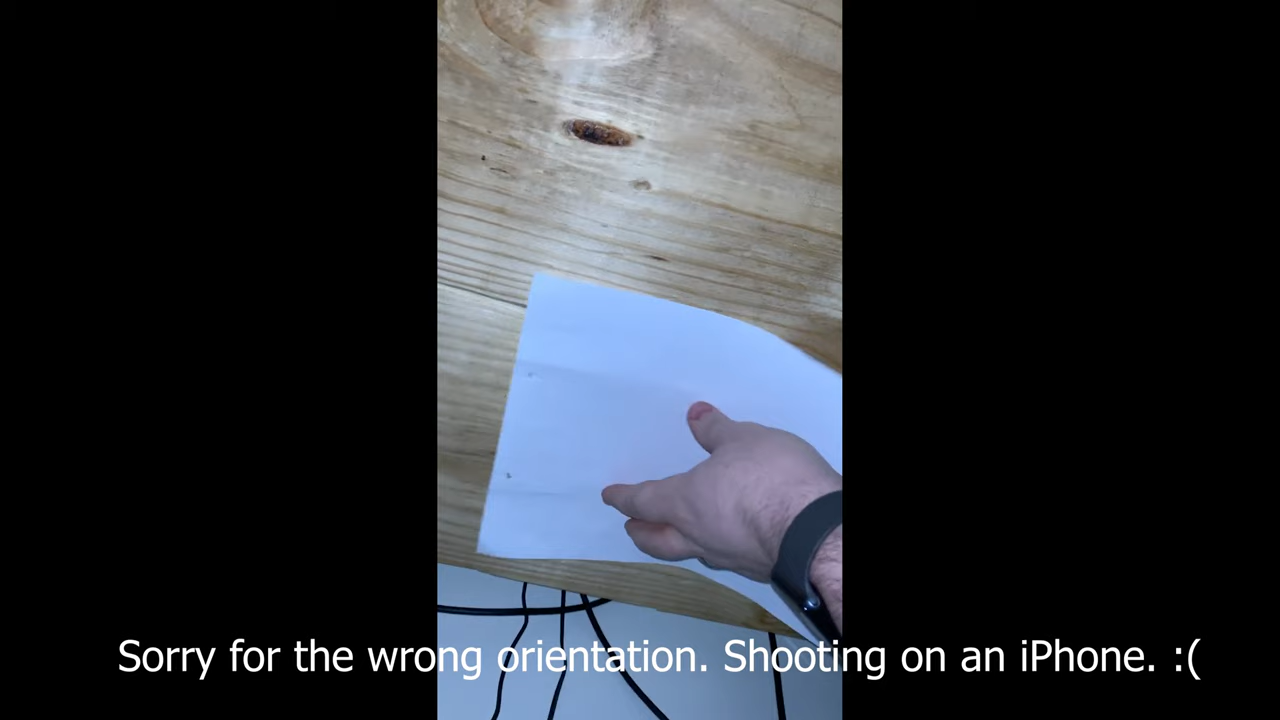 Sorry for the wrong orientation. Shooting on an iPhone. :(